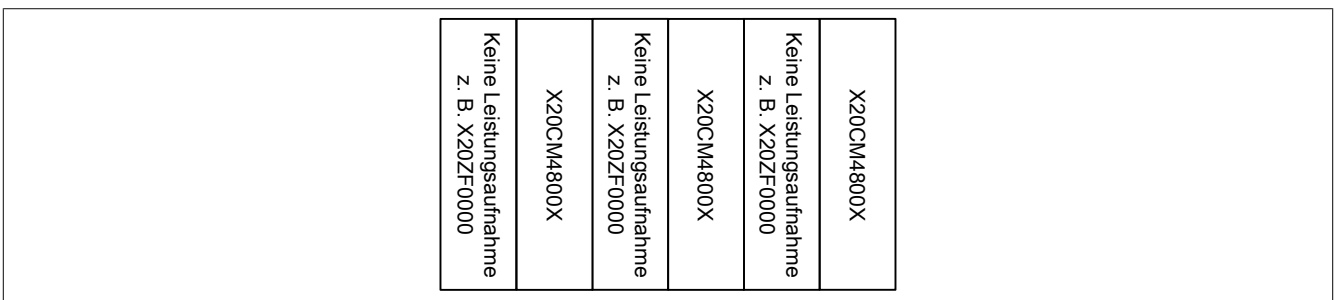 Keine Leistungsaufnahme
z. B. X20ZF0000
X20CM4800X
Keine Leistungsaufnahme
z. B. X20ZF0000
X20CM4800X
Keine Leistungsaufnahme
z. B. X20ZF0000
X20CM4800X